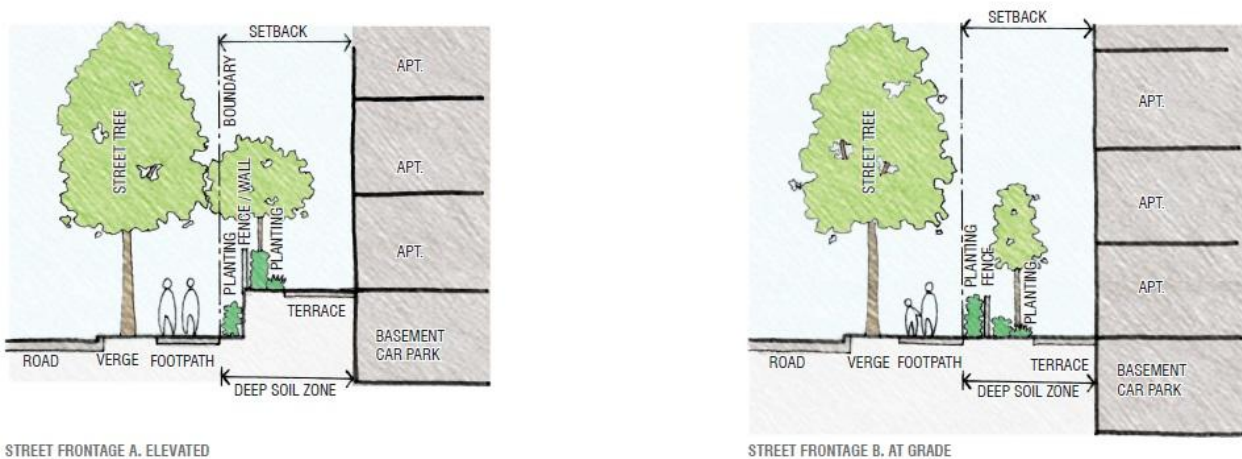 SETBACK
BOUNDARY
STREET TREE
FENCE / WALL
PLANTING
PLANTING
APT.
APT.
APT.
TERRACE
BASEMENT
CAR PARK
ROAD
VERGE
FOOTPATH
DEEP SOIL ZONE
STREET FRONTAGE A. ELEVATED
SETBACK
STREET TREE
PLANTING
FENCE
PLANTING
APT.
APT.
APT.
ROAD
VERGE
FOOTPATH
TERRACE
BASEMENT
CAR PARK
DEEP SOIL ZONE
STREET FRONTAGE B. AT GRADE